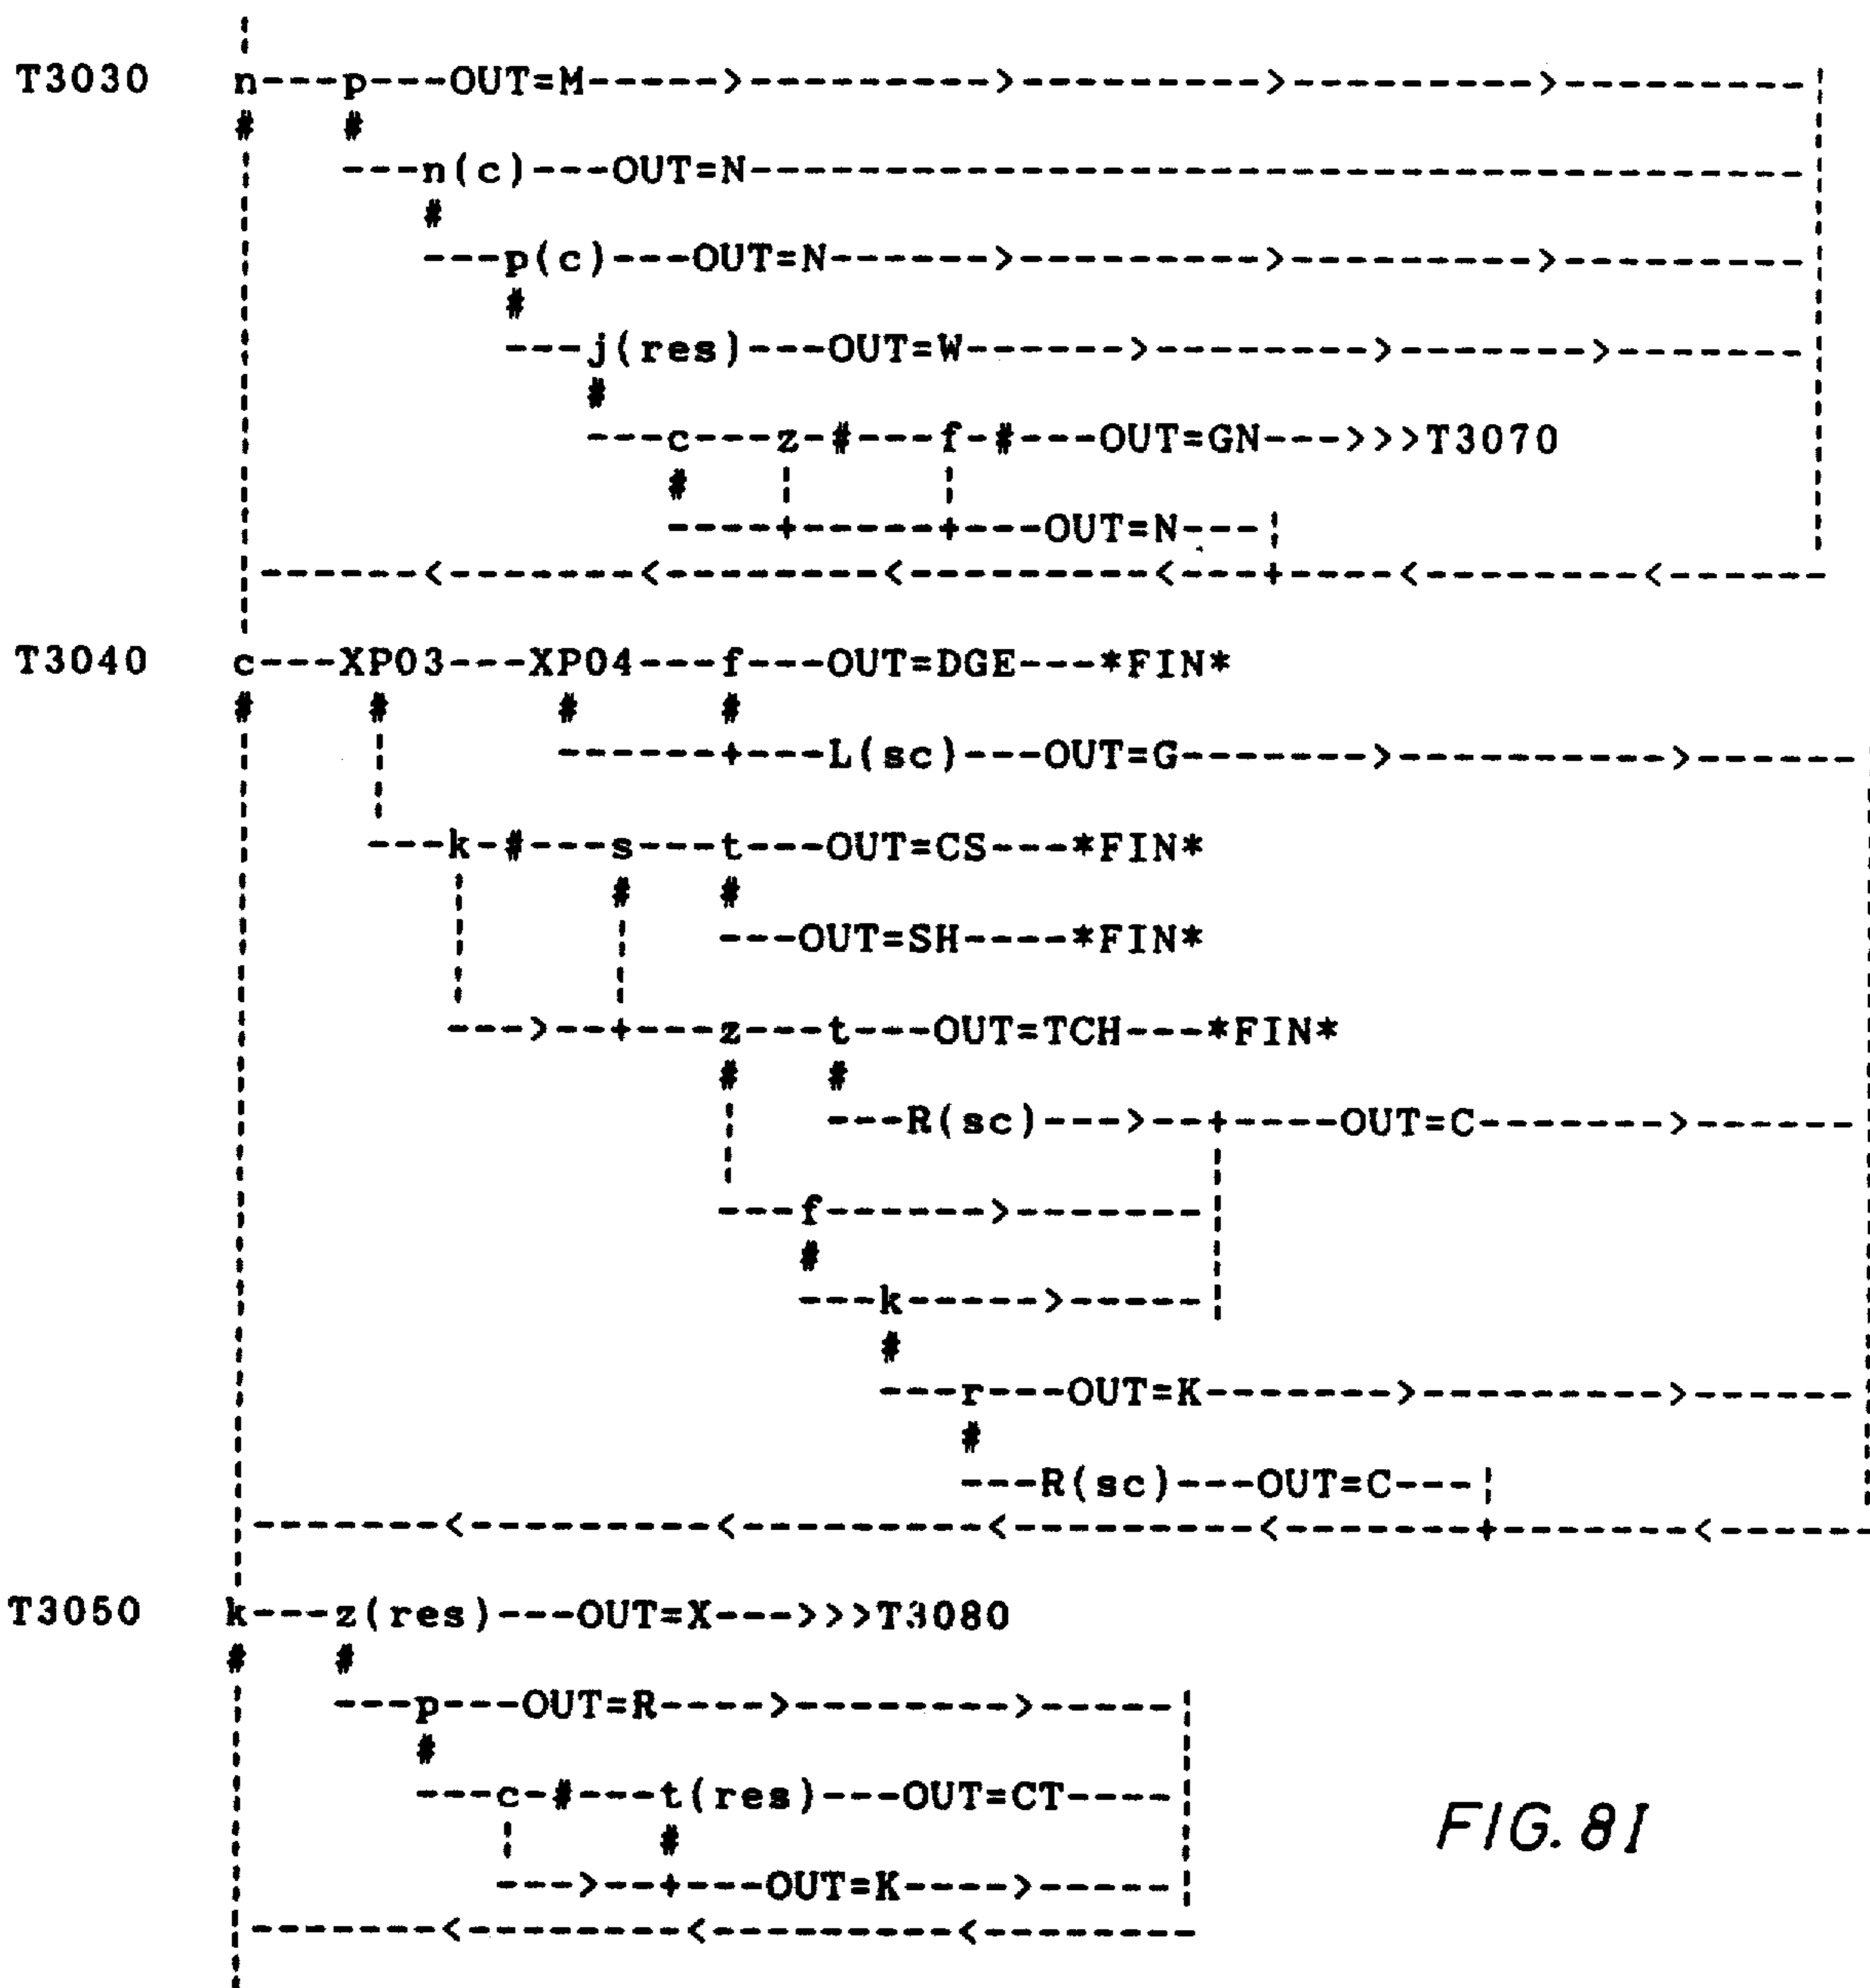 T3030 n---p---OUT=M----->--------->--------->--------->---------
# #
---n(c)---OUT=N---------------------------------------
#
---p(c)---OUT=N------>--------->--------->---------
#
---j(res)---OUT=W------>-------->------->-------
#
---c---z-#---f-#---OUT=GN--->>>T3070
#
----+-----+---OUT=N---
------<-------<--------<---------<---+----<--------<------
T3040 c---XP03---XP04---f---OUT=DGE---*FIN*
# # # #
------+---L(sc)---OUT=G------->---------->------
---k-#---s---t---OUT=CS---*FIN*
# #
---OUT=SH----*FIN*
--->--+---z---t---OUT=TCH---*FIN*
# #
---R(sc)--->--+----OUT=C------->------
---f------>-------
#
---k----->-----
#
---r---OUT=K------->--------->------
#
---R(sc)---OUT=C---
-------<---------<---------<---------<-------+-------<------
T3050 k---z(res)---OUT=X--->>>T3080
# #
---p---OUT=R---->-------->-----
#
---c-#---t(res)---OUT=CT----
#
--->--+---OUT=K---->-----
-------<--------<---------<--------
FIG. 8I